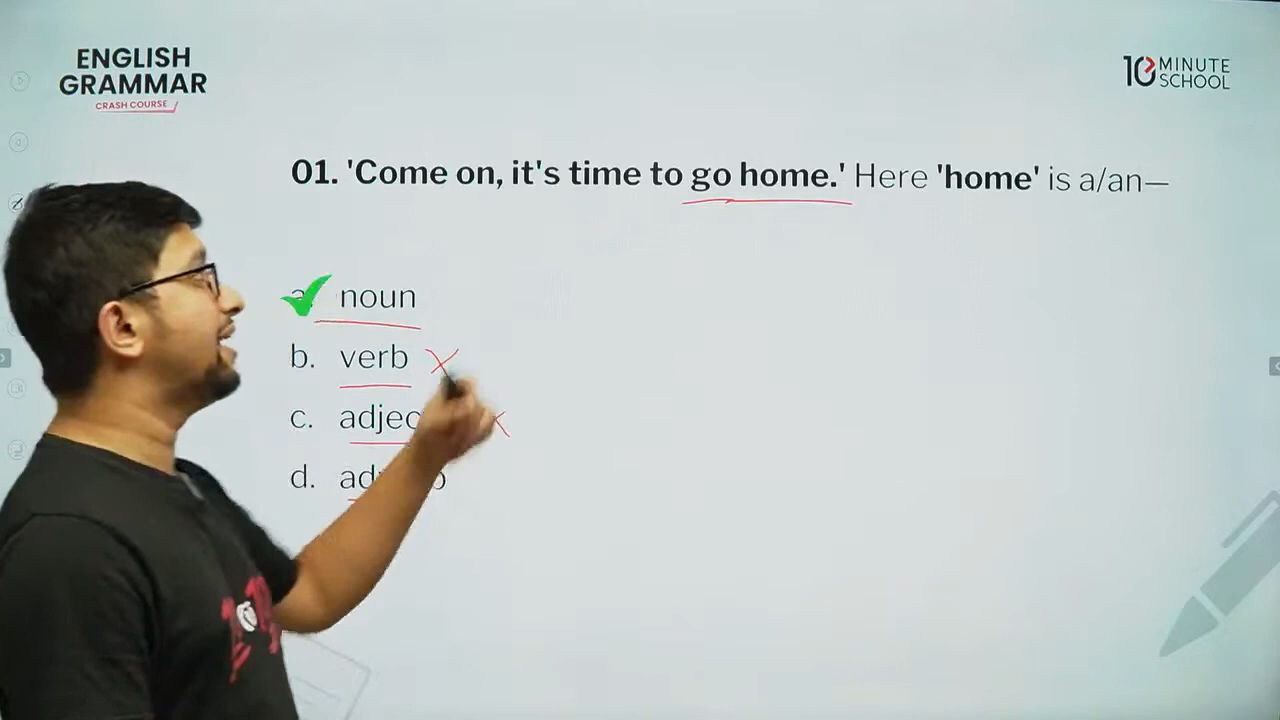 ENGLISH
GRAMMAR
CRASH COURSE
10 MINUTE
SCHOOL
01. 'Come on, it's time to go home.' Here 'home' is a/an—
noun
b. verb
c. adjec
d.